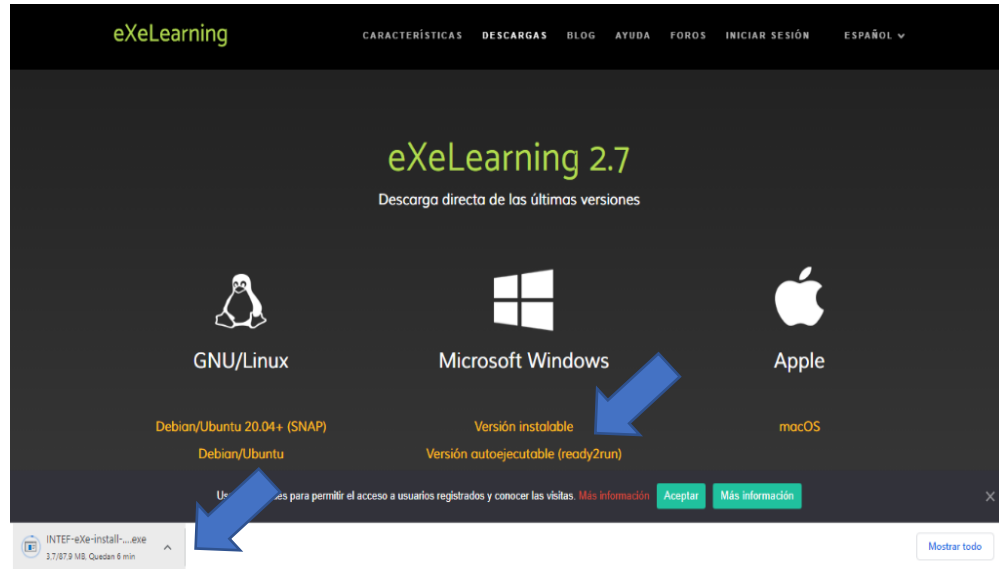 eXeLearning
CARACTERÍSTICAS DESCARGAS BLOG AYUDA FOROS INICIAR SESIÓN ESPAÑOL
eXeLearning 2.7
Descarga directa de las últimas versiones
GNU/Linux
Microsoft Windows
Apple
Debian/Ubuntu 20.04+ (SNAP)
Versión instalable
macOS
Debian/Ubuntu
Versión autoejecutable (ready2run)
para permitir el acceso a usuarios registrados y conocer las visitas. Más información Aceptar Más información
INTEF-eXe-install-....exe
3,7/87,9 MB, Quedan 6 min
Mostrar todo